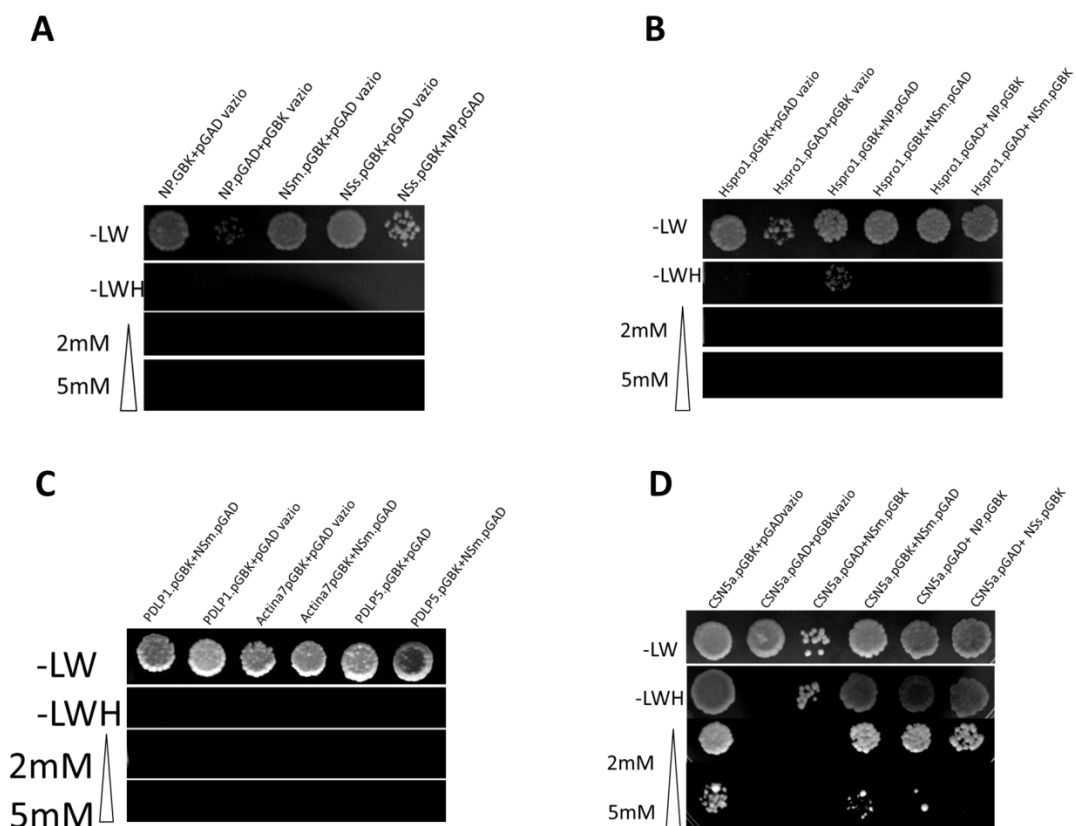 A
NP.GBK+pGAD vazio
NP.pGAD+pGBK vazio
NSm.pGBK+pGAD vazio
NSs.pGBK+pGAD vazio
NSs.pGBK+NP.pGAD
-LW
-LWH
2mM
5mM
B
Hspro1.pGBK+pGAD vazio
Hspro1.pGAD+pGBK vazio
Hspro1.pGBK+NP.pGAD
Hspro1.pGBK+NSm.pGAD
Hspro1.pGAD+ NP.pGBK
Hspro1.pGAD+ NSm.pGBK
-LW
-LWH
2mM
5mM
C
PDLP1.pGBK+NSm.pGAD
PDLP1.pGBK+pGAD vazio
Actina7pGBK+pGAD vazio
Actina7pGBK+NSm.pGAD
PDLP5.pGBK+pGAD
PDLP5.pGBK+NSm.pGAD
-LW
-LWH
2mM
5mM
D
CSN5a.pGBK+pGADvazio
CSN5a.pGAD+pGBKvazio
CSN5a.pGAD+NSm.pGBK
CSN5a.pGBK+NSm.pGAD
CSN5a.pGAD+ NP.pGBK
CSN5a.pGAD+ NSs.pGBK
-LW
-LWH
2mM
5mM